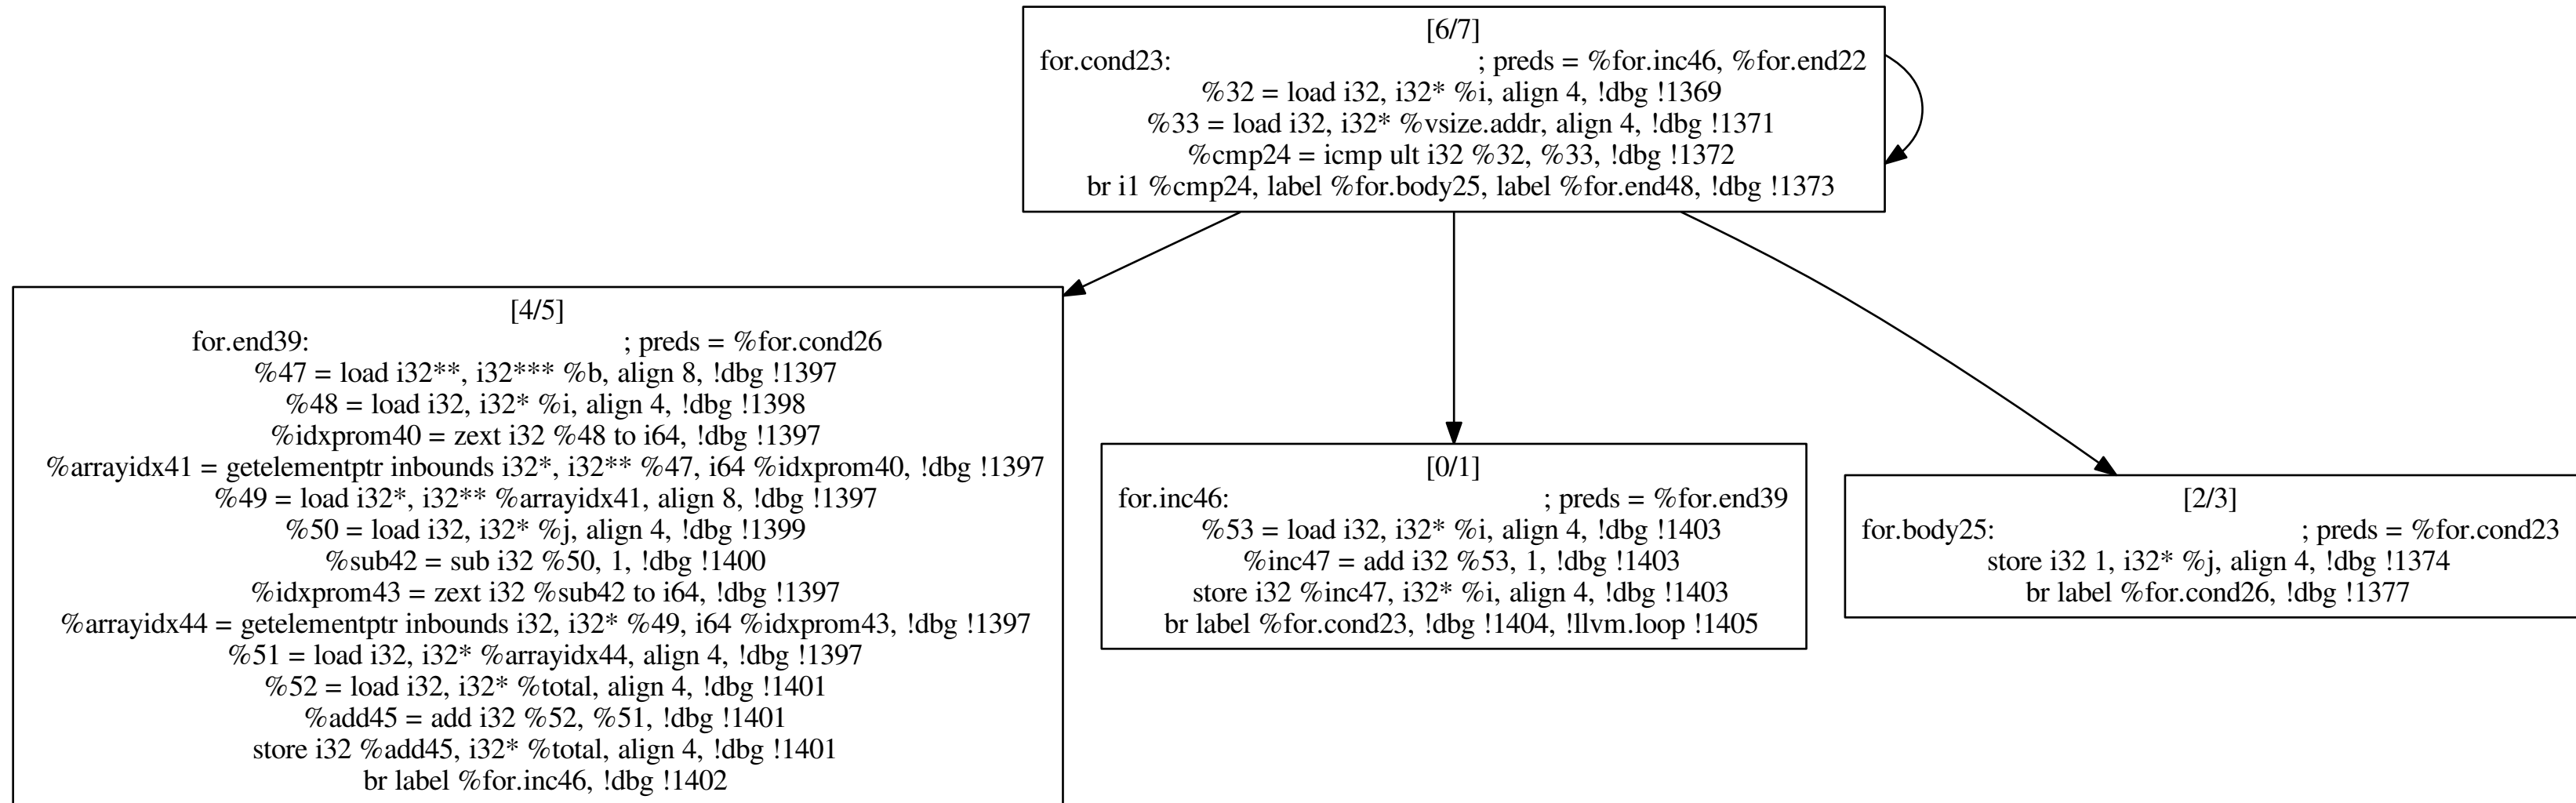 [6/7]
for.cond23: ; preds = %for.inc46, %for.end22
%32 = load i32, i32* %i, align 4, !dbg !1369
%33 = load i32, i32* %vsize.addr, align 4, !dbg !1371
%cmp24 = icmp ult i32 %32, %33, !dbg !1372
br i1 %cmp24, label %for.body25, label %for.end48, !dbg !1373
[4/5]
for.end39: ; preds = %for.cond26
%47 = load i32**, i32*** %b, align 8, !dbg !1397
%48 = load i32, i32* %i, align 4, !dbg !1398
%idxprom40 = zext i32 %48 to i64, !dbg !1397
%arrayidx41 = getelementptr inbounds i32*, i32** %47, i64 %idxprom40, !dbg !1397
%49 = load i32*, i32** %arrayidx41, align 8, !dbg !1397
%50 = load i32, i32* %j, align 4, !dbg !1399
%sub42 = sub i32 %50, 1, !dbg !1400
%idxprom43 = zext i32 %sub42 to i64, !dbg !1397
%arrayidx44 = getelementptr inbounds i32, i32* %49, i64 %idxprom43, !dbg !1397
%51 = load i32, i32* %arrayidx44, align 4, !dbg !1397
%52 = load i32, i32* %total, align 4, !dbg !1401
%add45 = add i32 %52, %51, !dbg !1401
store i32 %add45, i32* %total, align 4, !dbg !1401
br label %for.inc46, !dbg !1402
[0/1]
for.inc46: ; preds = %for.end39
%53 = load i32, i32* %i, align 4, !dbg !1403
%inc47 = add i32 %53, 1, !dbg !1403
store i32 %inc47, i32* %i, align 4, !dbg !1403
br label %for.cond23, !dbg !1404, !llvm.loop !1405
[2/3]
for.body25: ; preds = %for.cond23
store i32 1, i32* %j, align 4, !dbg !1374
br label %for.cond26, !dbg !1377